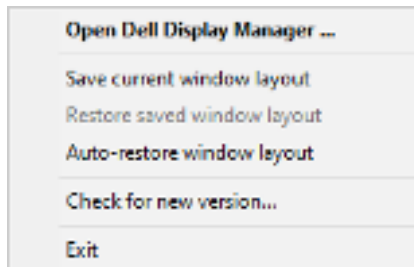 Open Dell Display Manager ...
Save current window layout
Restore saved window layout
Auto-restore window layout
Check for new version...
Exit